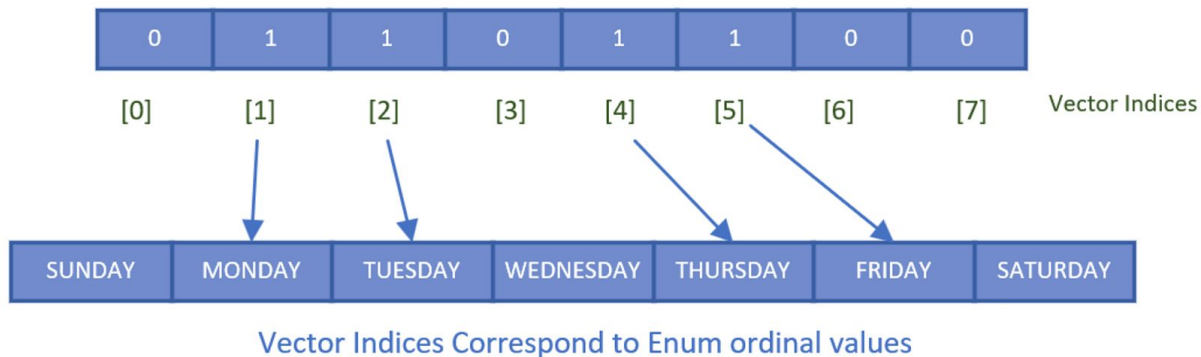 0 1 1 0 1 1 0 0
[0] [1] [2] [3] [4] [5] [6] [7] Vector Indices
SUNDAY MONDAY TUESDAY WEDNESDAY THURSDAY FRIDAY SATURDAY
Vector Indices Correspond to Enum ordinal values